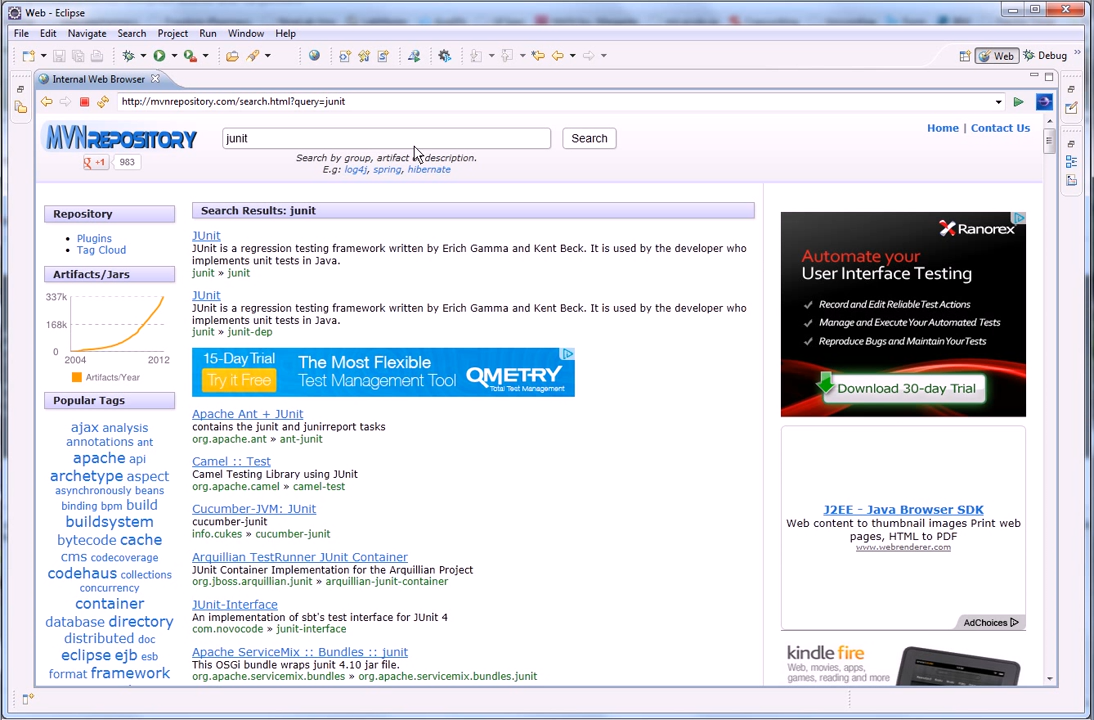 Web - Eclipse
File Edit Navigate Search Project Run Window Help
Web Debug
Internal Web Browser
http://mvnrepository.com/search.html?query=junit
MVNREPOSITORY
junit
Search
Home | Contact Us
Search by group, artifact description.
E.g: log4j, spring, hibernate
+1 983
Repository
Plugins
Tag Cloud
Artifacts/Jars
337k
168k
0
2004 2012
Artifacts/Year
Popular Tags
ajax analysis
annotations ant
apache api
archetype aspect
asynchronously beans
binding bpm build
buildsystem
bytecode cache
cms codecoverage
codehaus collections
concurrency
container
database directory
distributed doc
eclipse ejb esb
format framework
Search Results: junit
JUnit
JUnit is a regression testing framework written by Erich Gamma and Kent Beck. It is used by the developer who
implements unit tests in Java.
junit » junit
JUnit
JUnit is a regression testing framework written by Erich Gamma and Kent Beck. It is used by the developer who
implements unit tests in Java.
junit » junit-dep
15-Day Trial
Try it Free
The Most Flexible
Test Management Tool
QMETRY
Total Test Management
Apache Ant + JUnit
contains the junit and junirreport tasks
org.apache.ant » ant-junit
Camel :: Test
Camel Testing Library using JUnit
org.apache.camel » camel-test
Cucumber-JVM: JUnit
cucumber-junit
info.cukes » cucumber-junit
Arquillian TestRunner JUnit Container
JUnit Container Implementation for the Arquillian Project
org.jboss.arquillian.junit » arquillian-junit-container
JUnit-Interface
An implementation of sbt's test interface for JUnit 4
com.novocode » junit-interface
Apache ServiceMix :: Bundles :: junit
This OSGi bundle wraps junit 4.10 jar file.
org.apache.servicemix.bundles » org.apache.servicemix.bundles.junit
Ranorex
Automate your
User Interface Testing
Record and Edit Reliable Test Actions
Manage and Execute Your Automated Tests
Reproduce Bugs and Maintain Your Tests
Download 30-day Trial
J2EE - Java Browser SDK
Web content to thumbnail images Print web
pages, HTML to PDF
www.webrenderer.com
AdChoices
kindle fire
Web, movies, apps,
games, reading and more